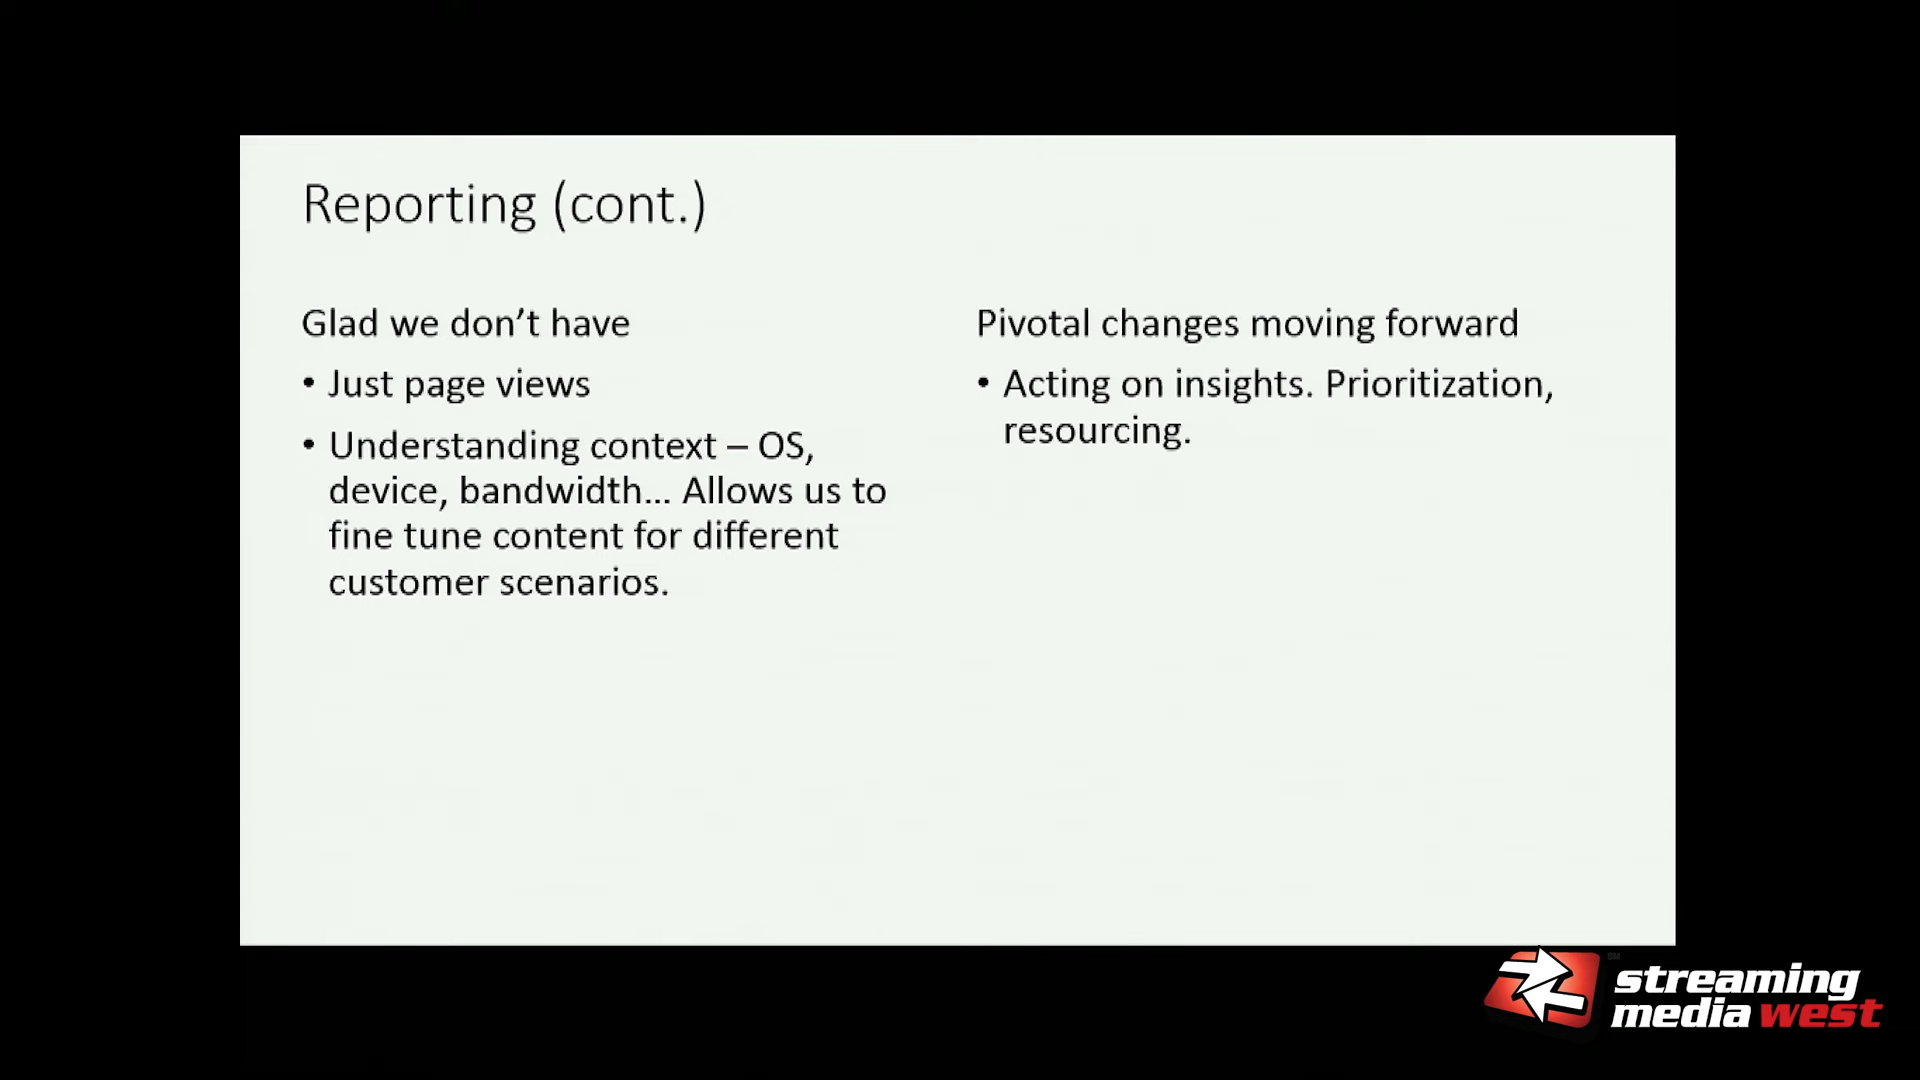 Reporting (cont.)
Glad we don’t have
• Just page views
• Understanding context – OS,
device, bandwidth... Allows us to
fine tune content for different
customer scenarios.
Pivotal changes moving forward
• Acting on insights. Prioritization,
resourcing.
SM
streaming
media west